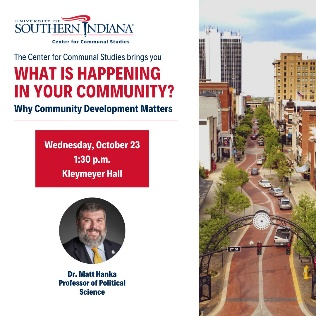 UNIVERSITY OF
SOUTHERN INDIANA
Center for Communal Studies
The Center for Communal Studies brings you
WHAT IS HAPPENING
IN YOUR COMMUNITY?
Why Community Development Matters
Wednesday, October 23
1:30 p.m.
Kleymeyer Hall
Dr. Matt Hanka
Professor of Political
Science